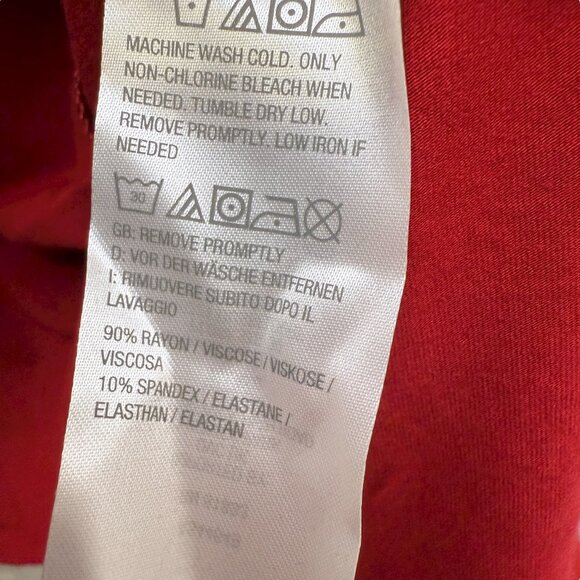 MACHINE WASH COLD. ONLY
NON-CHLORINE BLEACH WHEN
NEEDED. TUMBLE DRY LOW.
REMOVE PROMPTLY. LOW IRON IF
NEEDED
30
GB: REMOVE PROMPTLY
D: VOR DER WÄSCHE ENTFERNEN
I: RIMUOVERE SUBITO DOPO IL
LAVAGGIO
90% RAYON / VISCOSE / VISKOSE /
VISCOSA
10% SPANDEX / ELASTANE /
ELASTHAN / ELASTAN